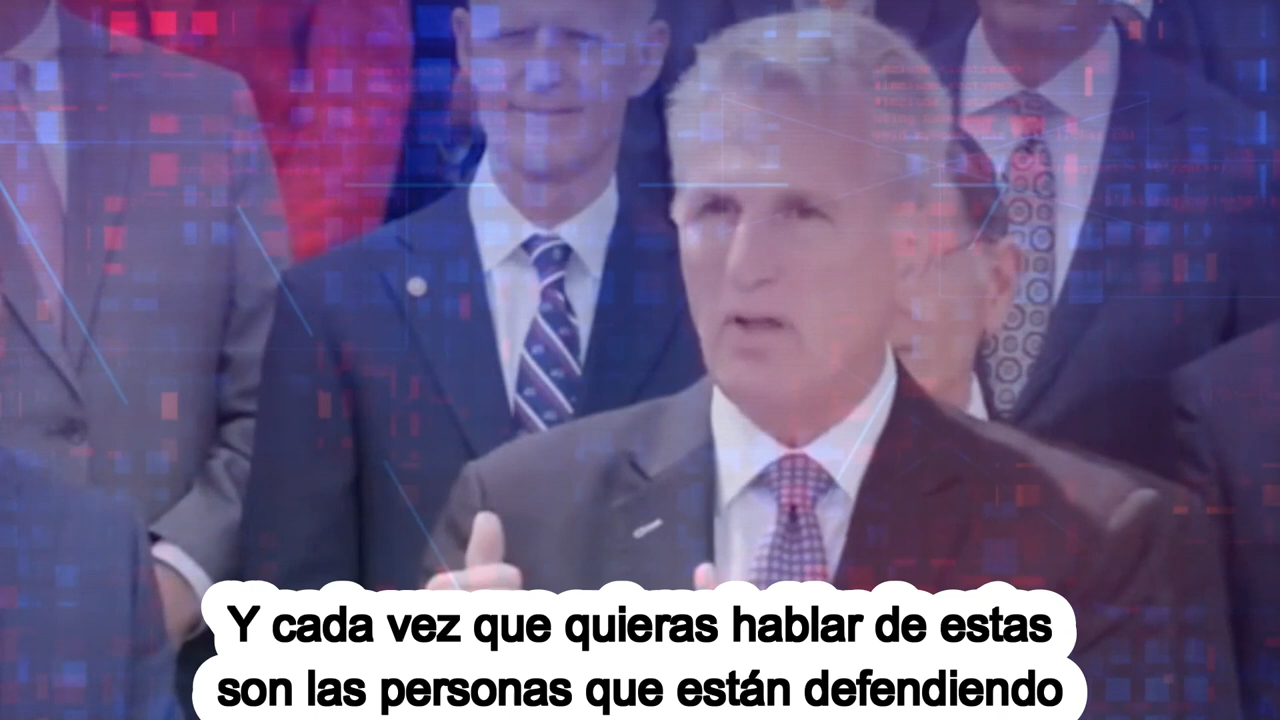 Y cada vez que quieras hablar de estas
son las personas que están defendiendo